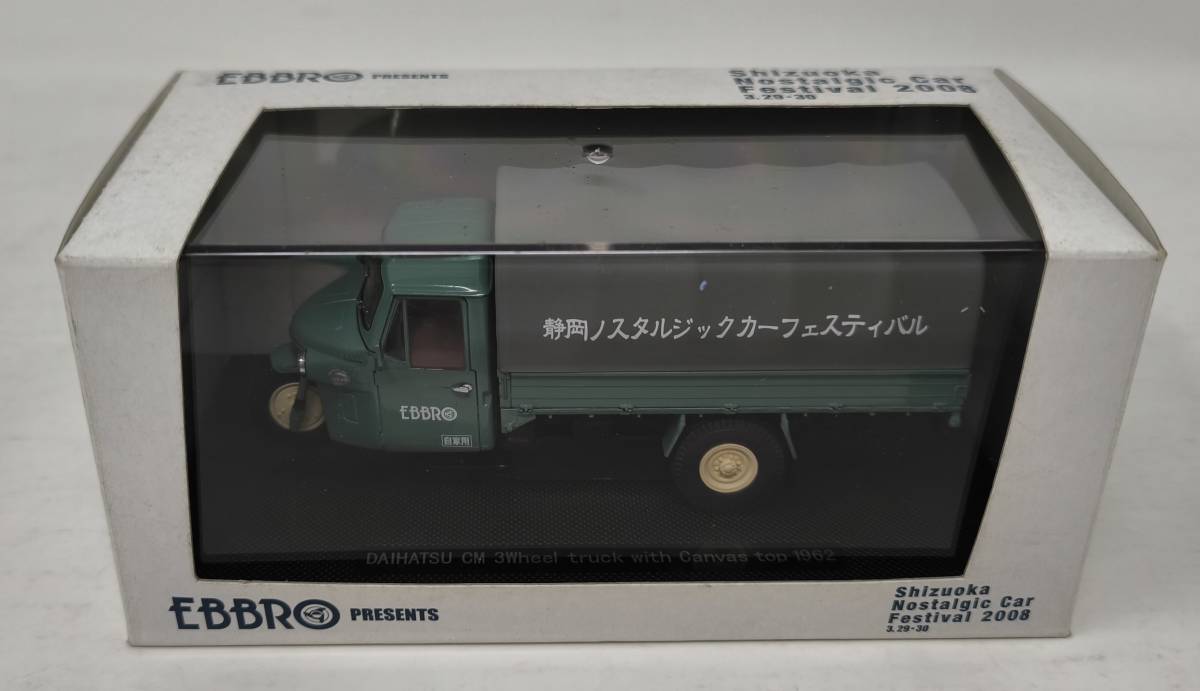 EBBRO PRESENTS
Shizuoka
Nostalgic Car
Festival 2008
3.29-30
静岡ノスタルジックカーフェスティバル
EBBRO
自家用
DAIHATSU CM 3Wheel truck with Canvas top 1962
EBBRO PRESENTS
Shizuoka
Nostalgic Car
Festival 2008
3.29-30